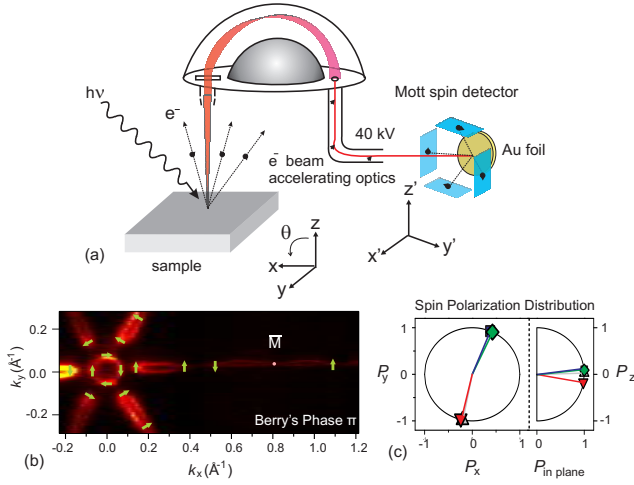 hν
e⁻
Mott spin detector
40 kV
Au foil
e⁻ beam
accelerating optics
z'
x'
y'
θ
z
x
y
(a)
sample
0.2
0.0
-0.2
k_y (Å⁻¹)
M̅
Berry's Phase π
-0.2 0.0 0.2 0.4 0.6 0.8 1.0 1.2
(b)
k_x (Å⁻¹)
Spin Polarization Distribution
1
0
-1
P_y
1
0
-1
P_z
-1 0 1 0 1
(c)
P_x
P_in plane